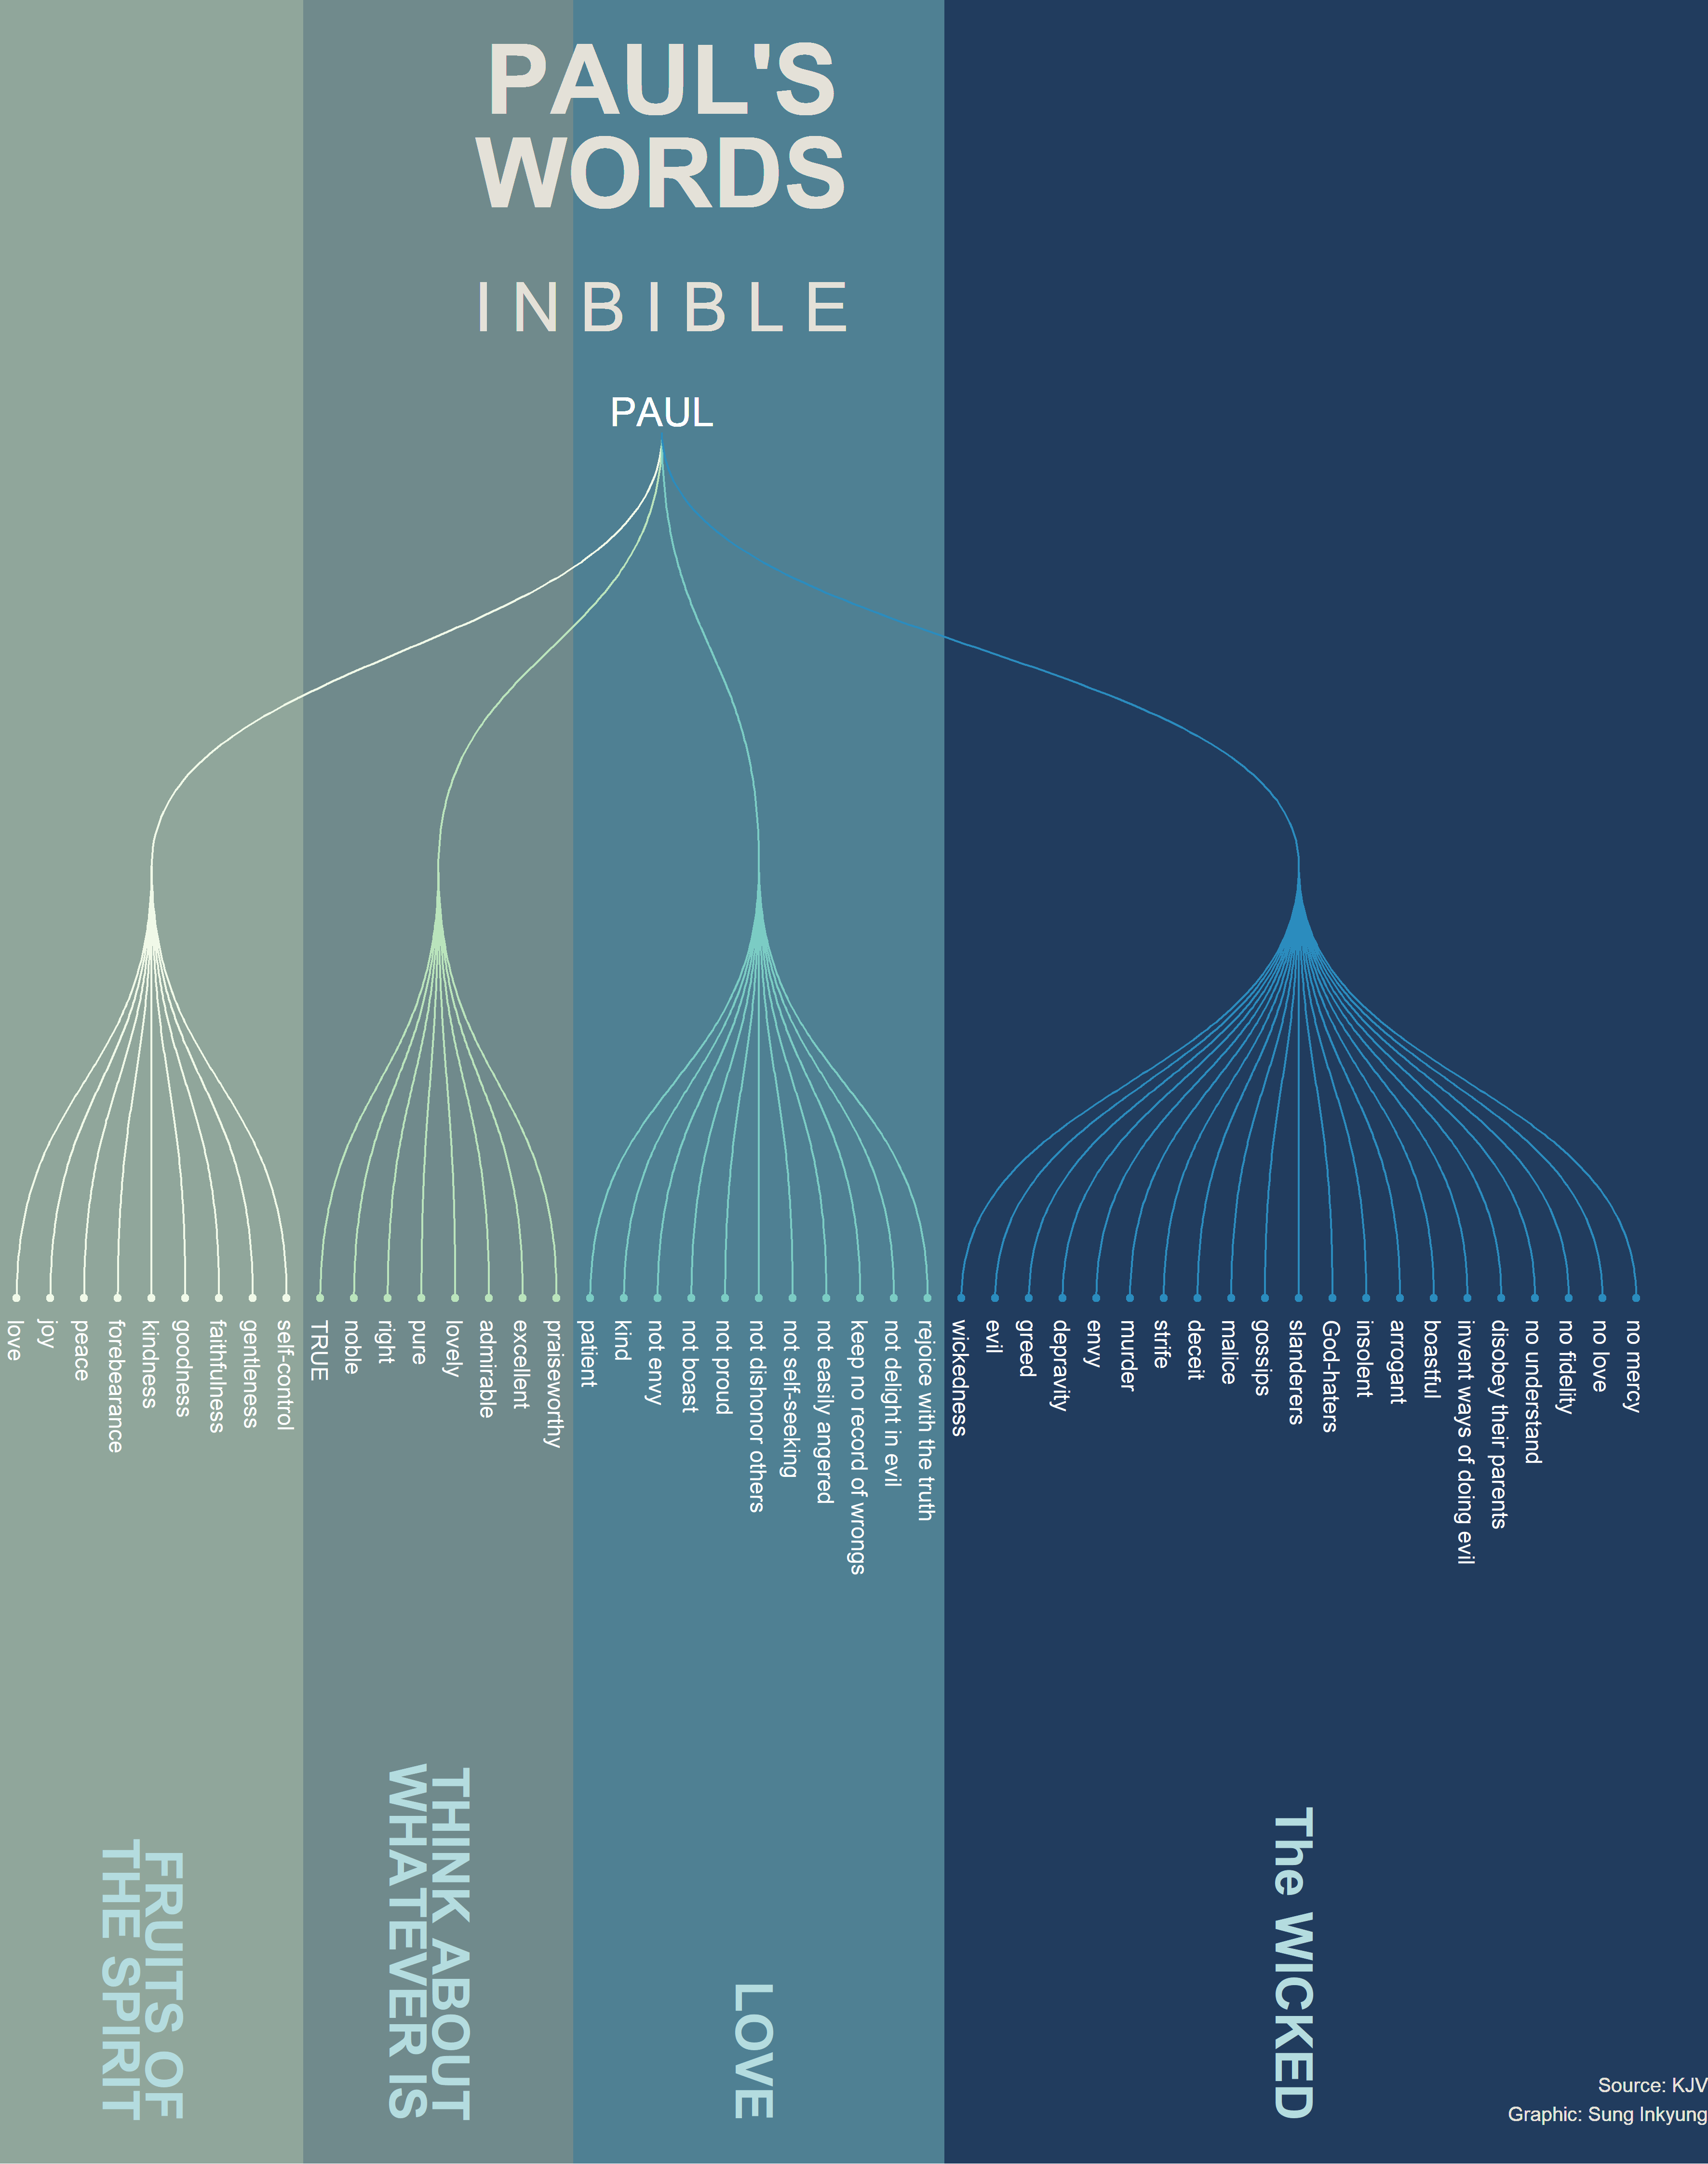 PAUL'S
WORDS
INBIBLE
PAUL
love
joy
peace
forebearance
kindness
goodness
faithfulness
gentleness
self-control
TRUE
noble
right
pure
lovely
admirable
excellent
praiseworthy
patient
kind
not envy
not boast
not proud
not dishonor others
not self-seeking
not easily angered
keep no record of wrongs
not delight in evil
rejoice with the truth
wickedness
evil
greed
depravity
envy
murder
strife
deceit
malice
gossips
slanderers
God-haters
insolent
arrogant
boastful
invent ways of doing evil
disobey their parents
no understand
no fidelity
no love
no mercy
FRUITS OF
THE SPIRIT
THINK ABOUT
WHATEVER IS
LOVE
The WICKED
Source: KJV
Graphic: Sung Inkyung